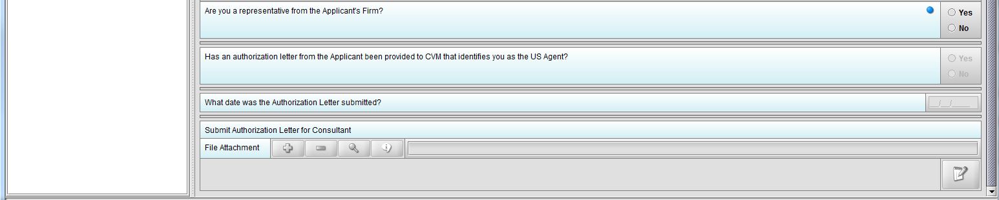 Are you a representative from the Applicant's Firm?
Yes
No
Has an authorization letter from the Applicant been provided to CVM that identifies you as the US Agent?
Yes
No
What date was the Authorization Letter submitted?
__/__/____
Submit Authorization Letter for Consultant
File Attachment